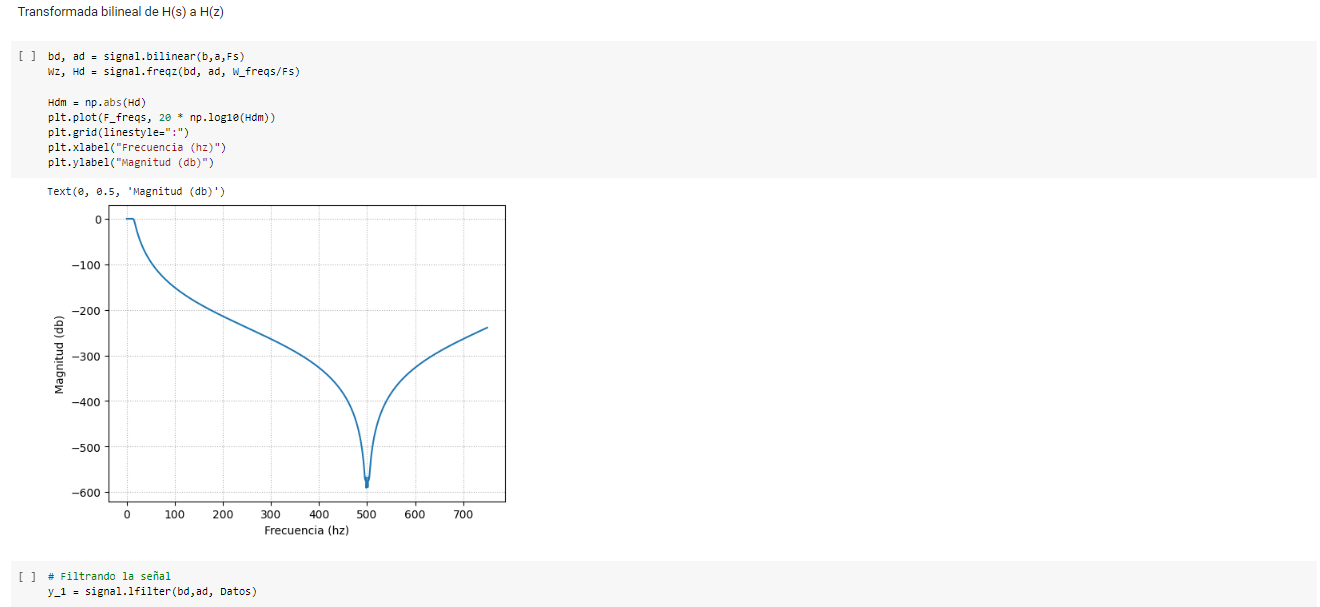 Transformada bilineal de H(s) a H(z)
[ ] bd, ad = signal.bilinear(b,a,Fs)
Wz, Hd = signal.freqz(bd, ad, W_freqs/Fs)
Hdm = np.abs(Hd)
plt.plot(F_freqs, 20 * np.log10(Hdm))
plt.grid(linestyle=":")
plt.xlabel("Frecuencia (hz)")
plt.ylabel("Magnitud (db)")
Text(0, 0.5, 'Magnitud (db)')
0
−100
−200
−300
−400
−500
−600
Magnitud (db)
0 100 200 300 400 500 600 700
Frecuencia (hz)
[ ] # Filtrando la señal
y_1 = signal.lfilter(bd,ad, Datos)